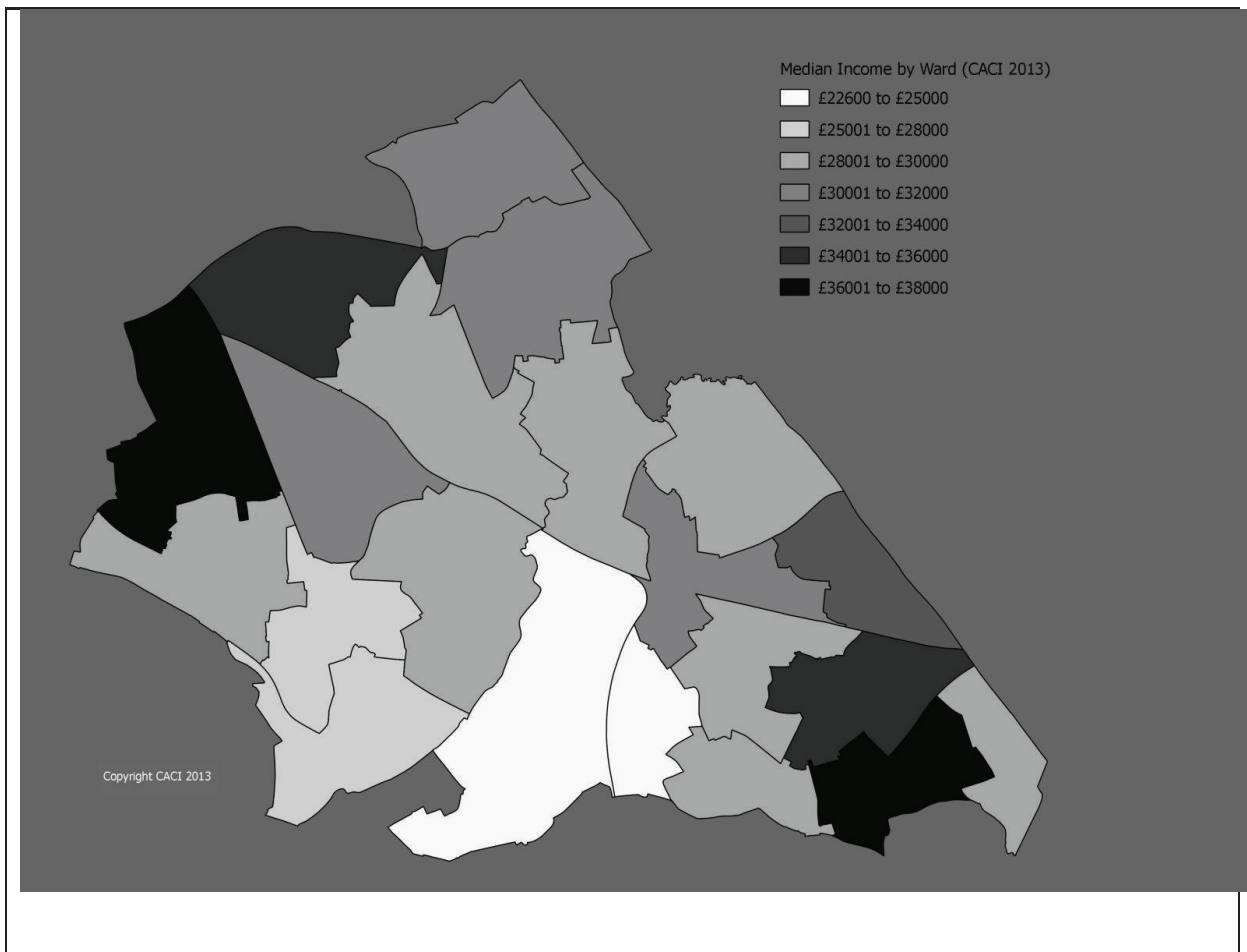 Median Income by Ward (CACI 2013)
£22600 to £25000
£25001 to £28000
£28001 to £30000
£30001 to £32000
£32001 to £34000
£34001 to £36000
£36001 to £38000
Copyright CACI 2013